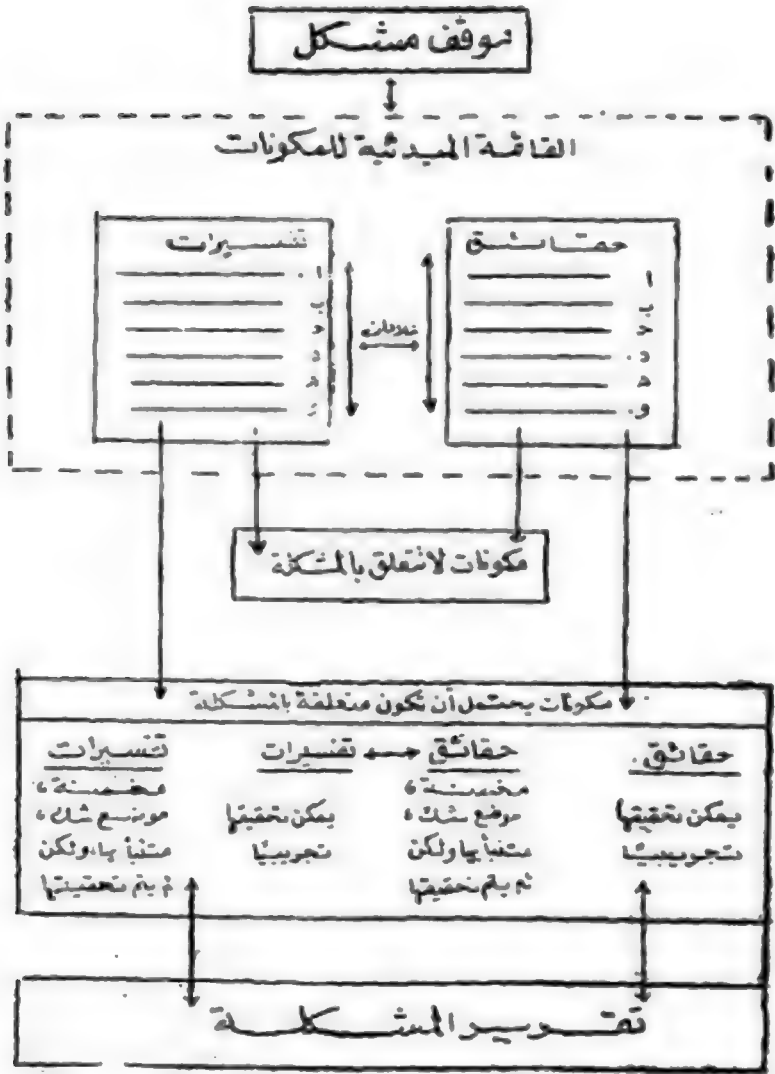 موقف مشكل
القائمة المبدئية للمكونات
حقائق
أ
ب
د
د
و
تفسيرات
أ
ب
د
د
علاقات
مكونات لا تتعلق بالمشكلة
مكونات يحتمل أن تكون متعلقة بالمشكلة
حقائق
يمكن تحقيقها
تجريبيًا
حقائق
مخمنة،
موضع شك،
متنبأ بها ولكن
لم يتم تحقيقها
تفسيرات
يمكن تحقيقها
تجريبيًا
تفسيرات
مخمنة،
موضع شك،
متنبأ بها، ولكن
لم يتم تحقيقها
تقرير المشكلة